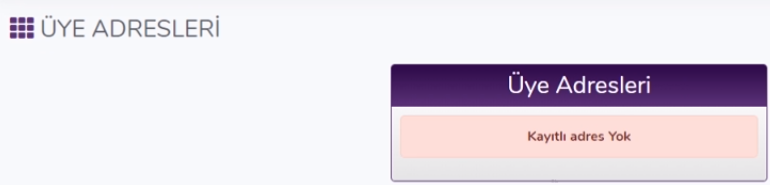 ÜYE ADRESLERİ
Üye Adresleri
Kayıtlı adres Yok